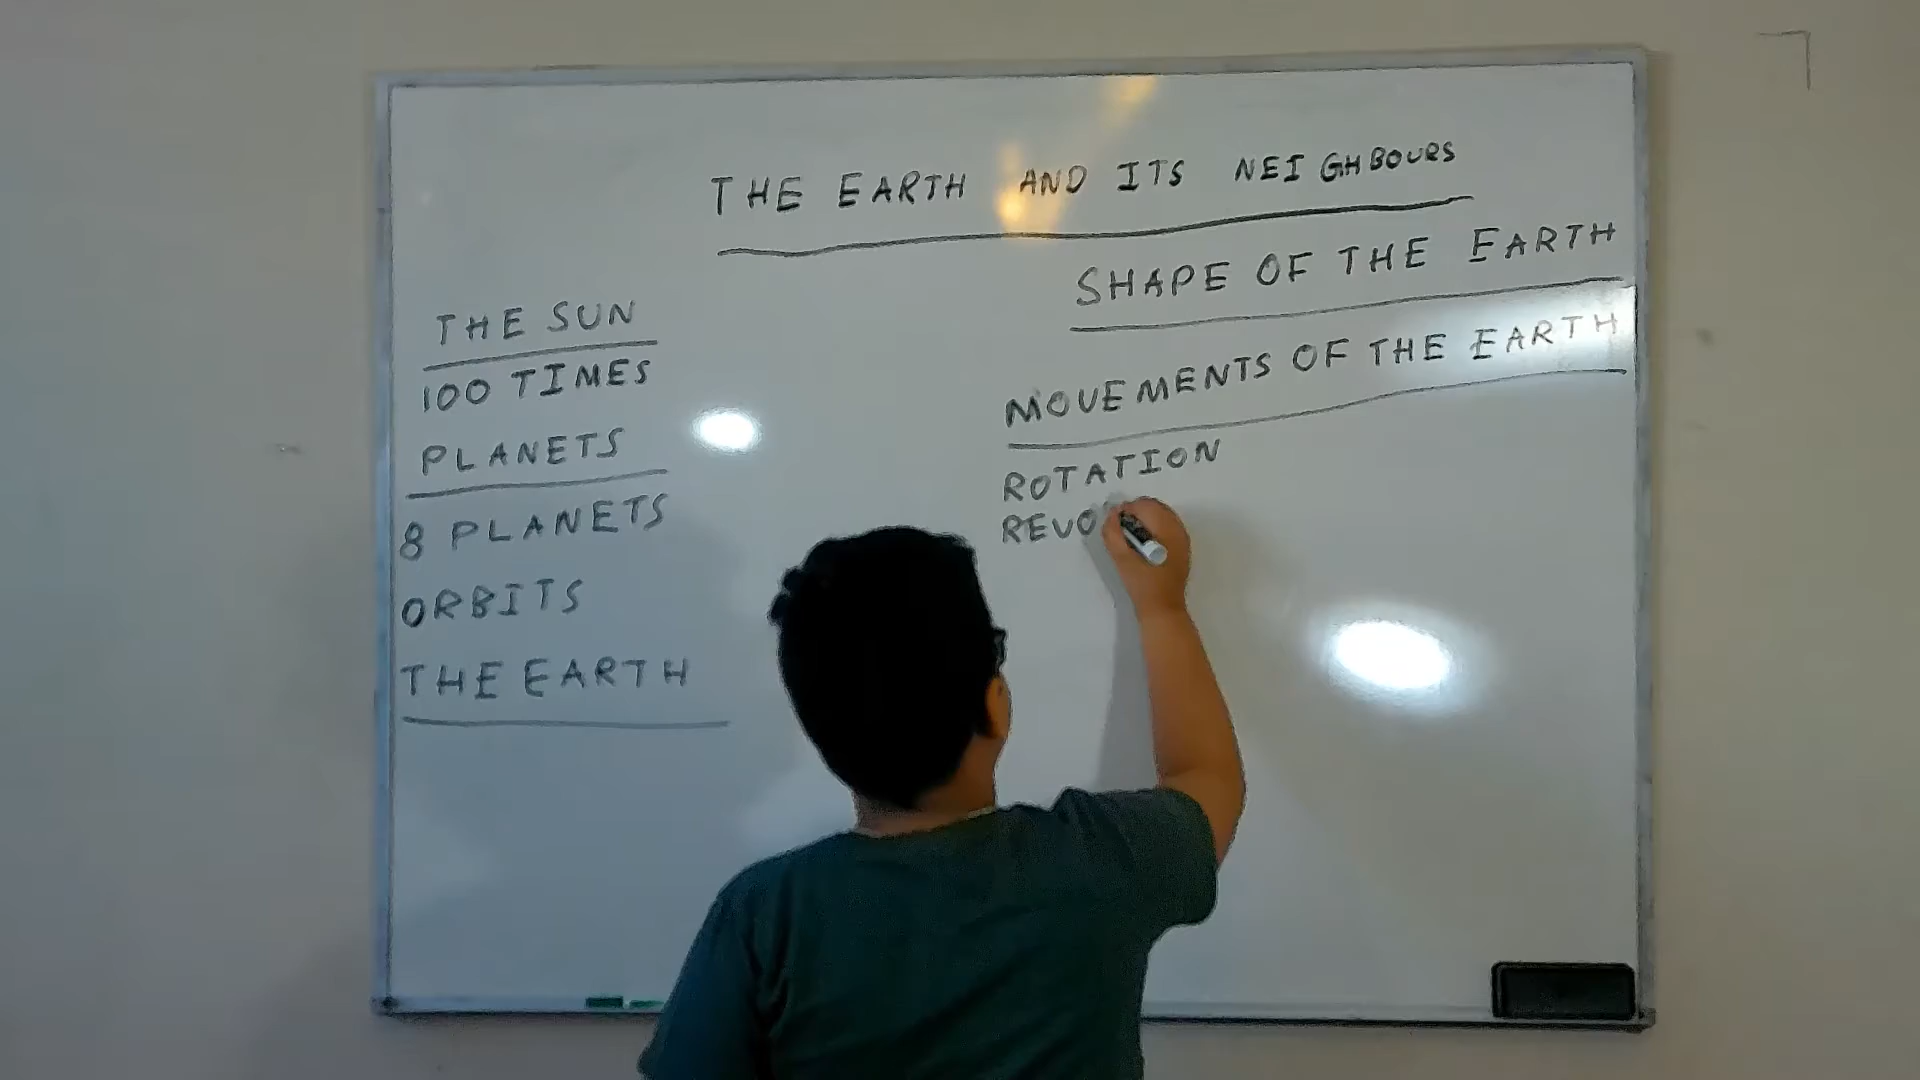 THE EARTH AND ITS NEIGHBOURS
THE SUN
100 TIMES
PLANETS
8 PLANETS
ORBITS
THE EARTH
SHAPE OF THE EARTH
MOVEMENTS OF THE EARTH
ROTATION
REVO